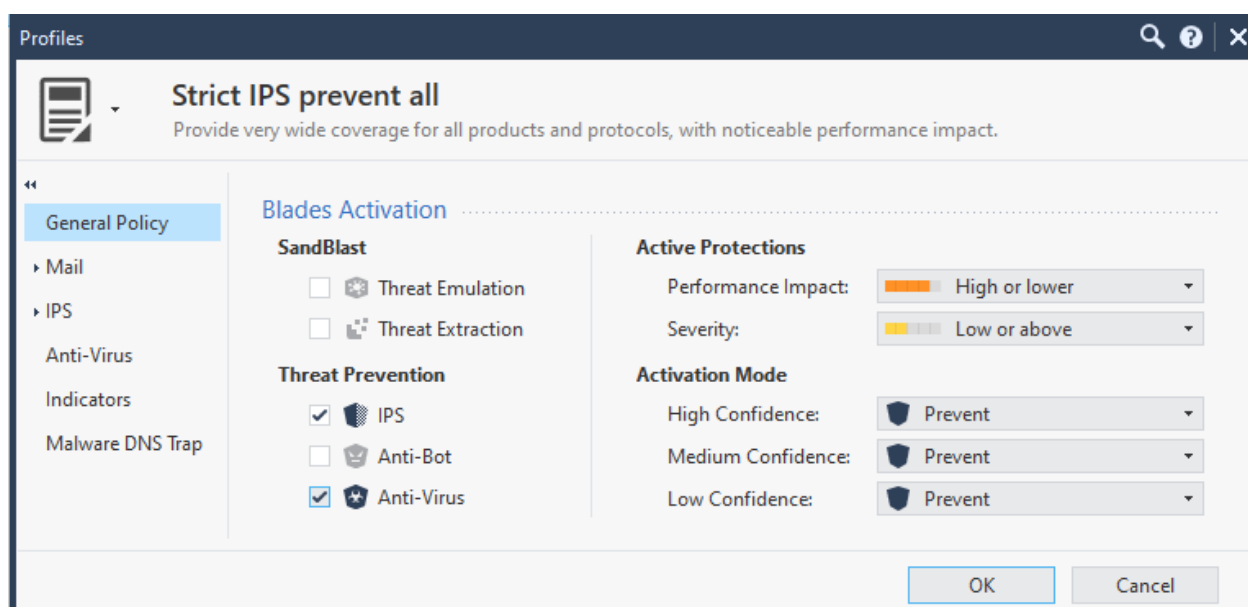 Profiles
Strict IPS prevent all
Provide very wide coverage for all products and protocols, with noticeable performance impact.
General Policy
Mail
IPS
Anti-Virus
Indicators
Malware DNS Trap
Blades Activation
SandBlast
Threat Emulation
Threat Extraction
Threat Prevention
IPS
Anti-Bot
Anti-Virus
Active Protections
Performance Impact: High or lower
Severity: Low or above
Activation Mode
High Confidence: Prevent
Medium Confidence: Prevent
Low Confidence: Prevent
OK Cancel